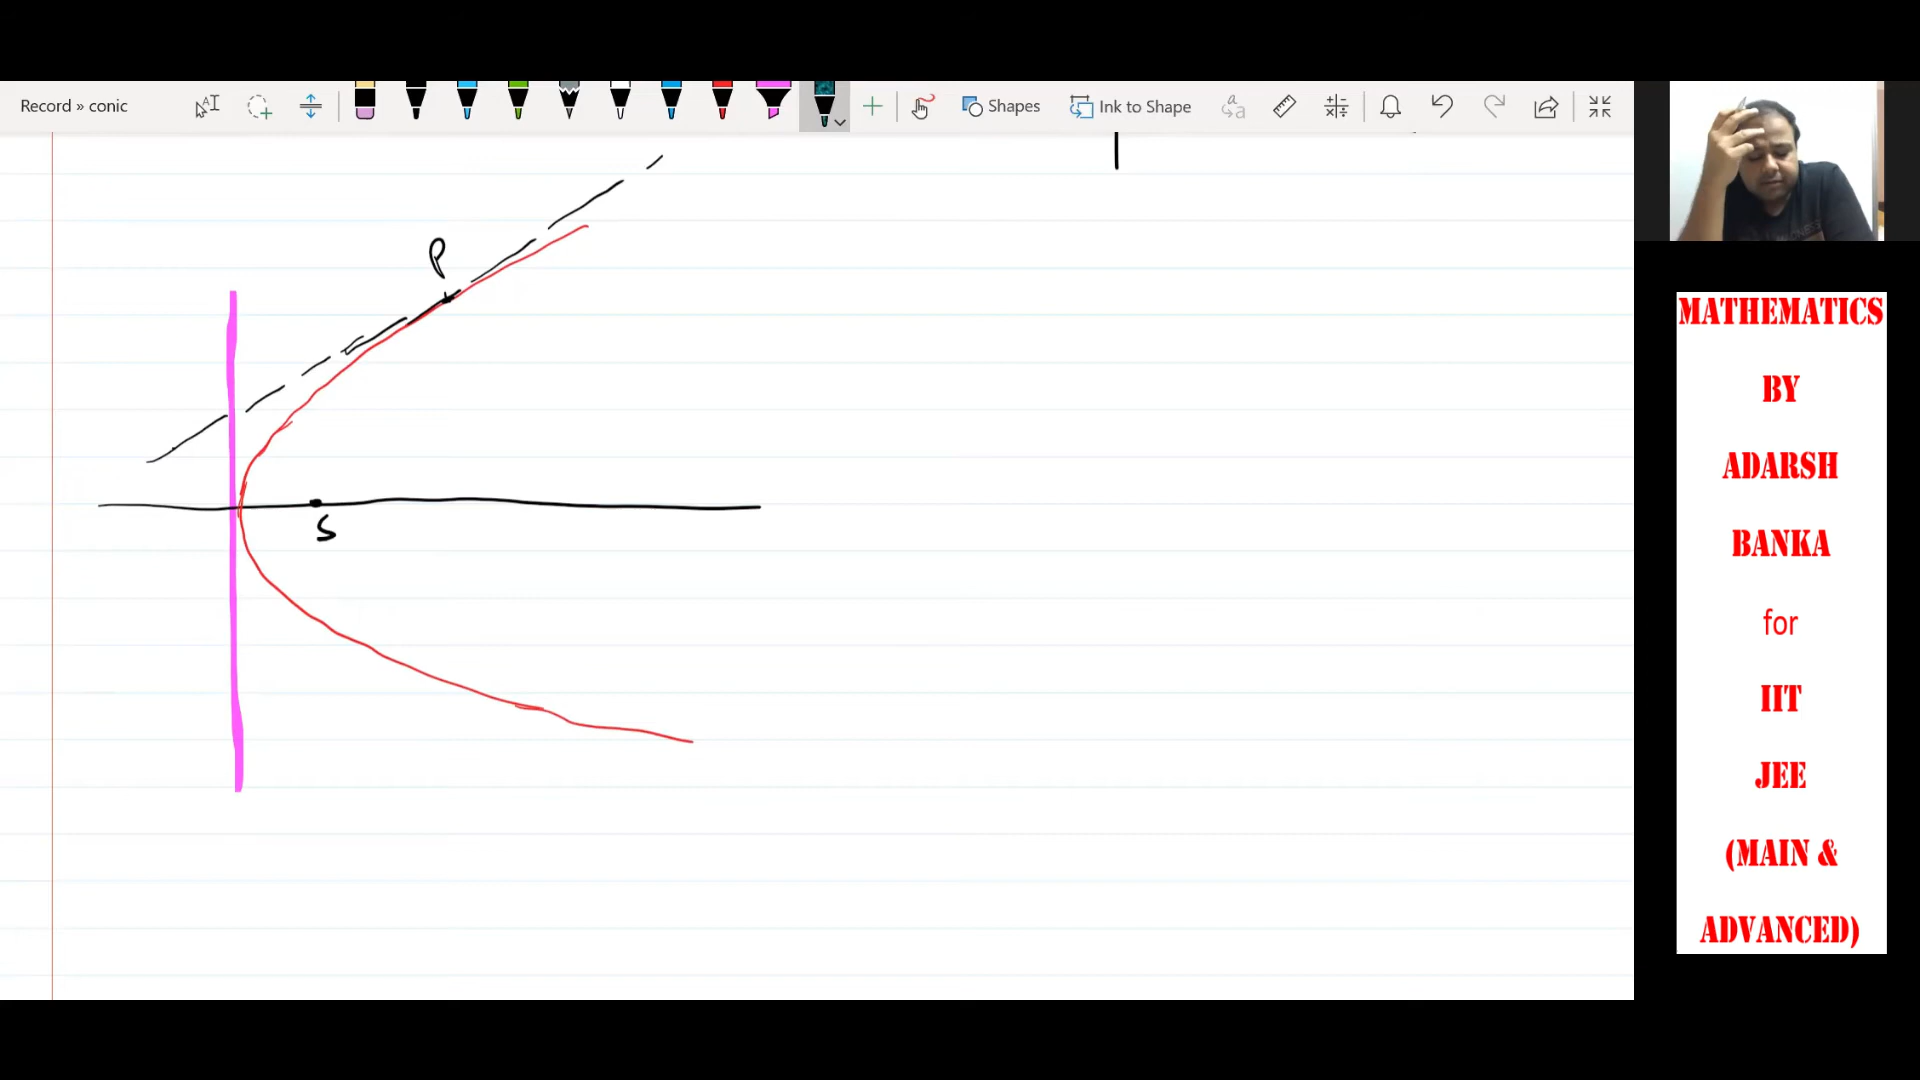 Record » conic
Shapes
Ink to Shape
P
S
MATHEMATICS
BY
ADARSH
BANKA
for
IIT
JEE
(MAIN &
ADVANCED)